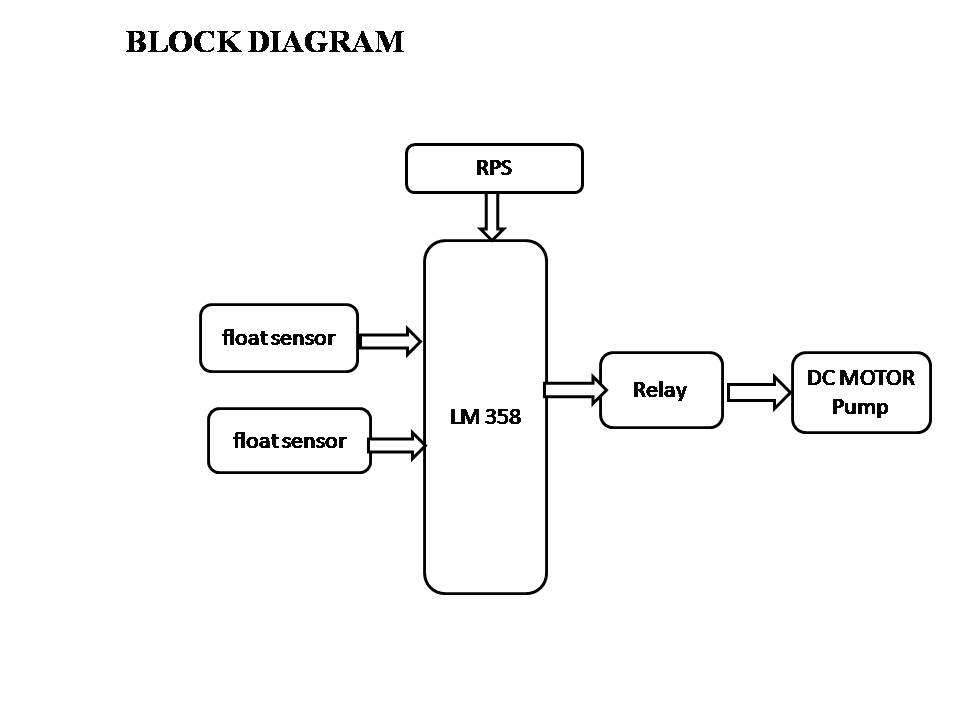 BLOCK DIAGRAM
RPS
float sensor
float sensor
LM 358
Relay
DC MOTOR
Pump